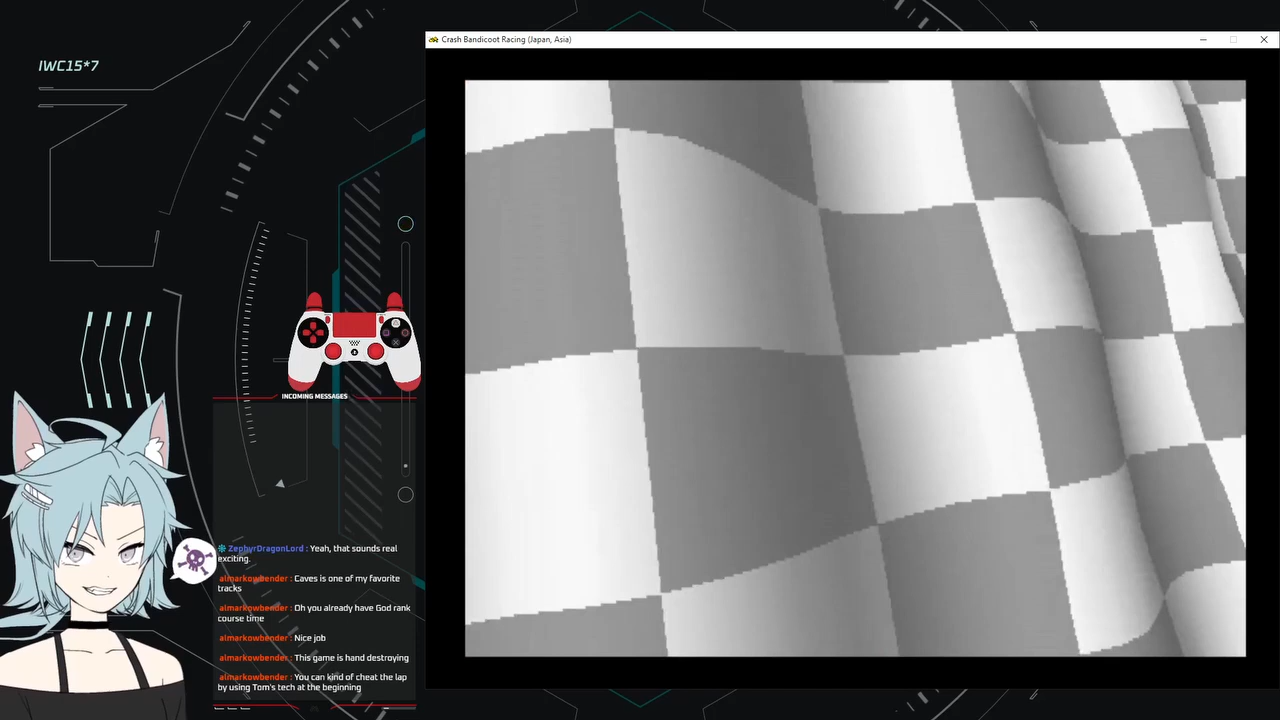 Crash Bandicoot Racing (Japan, Asia)
IWC15*7
INCOMING MESSAGES
ZephyrDragonLord : Yeah, that sounds real
exciting.
almarkowbender : Caves is one of my favorite
tracks
almarkowbender : Oh you already have God rank
course time
almarkowbender : Nice job
almarkowbender : This game is hand destroying
almarkowbender : You can kind of cheat the lap
by using Tom's tech at the beginning